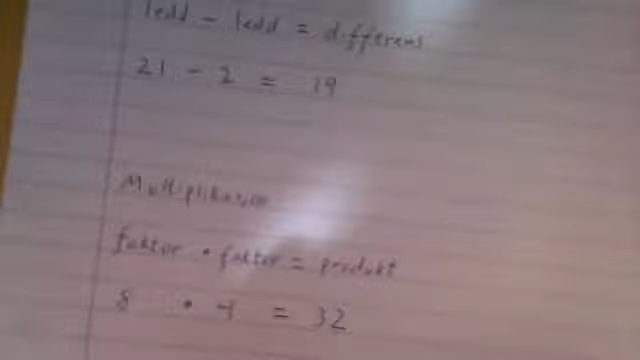 ledd - ledd = differens
21 - 2 = 19
Multiplikasjon
faktor • faktor = produkt
8 • 4 = 32